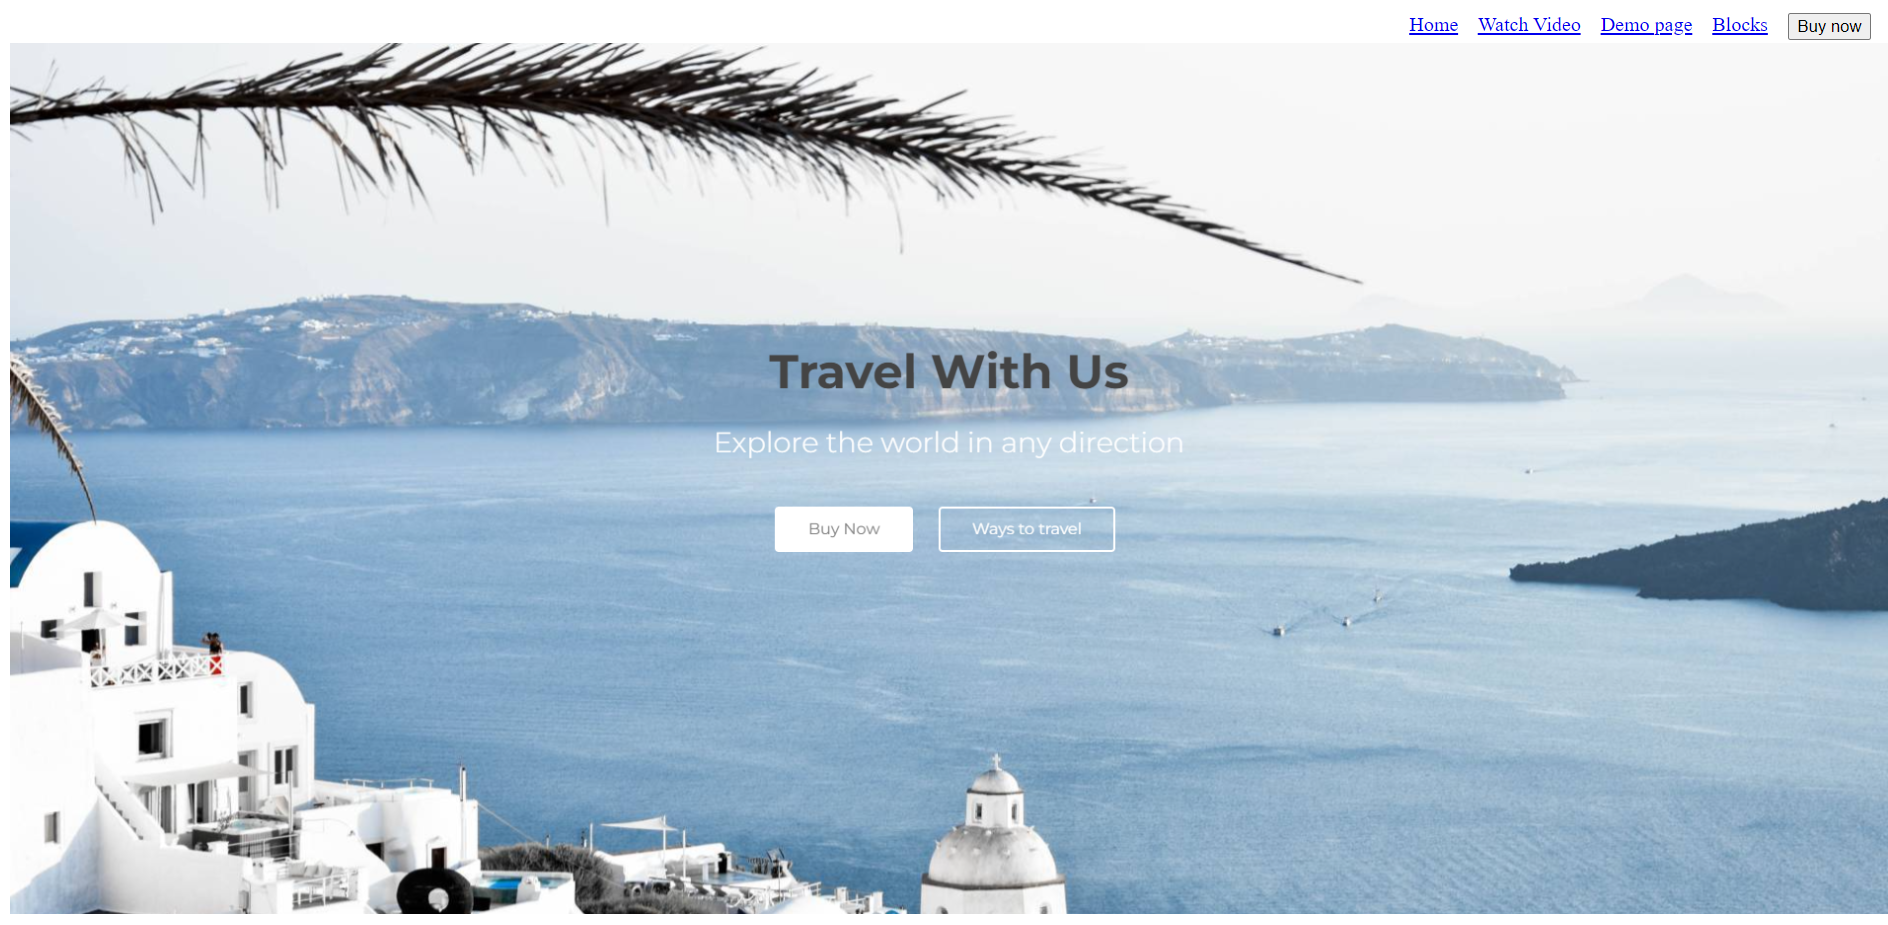 Home Watch Video Demo page Blocks Buy now
Travel With Us
Explore the world in any direction
Buy Now Ways to travel